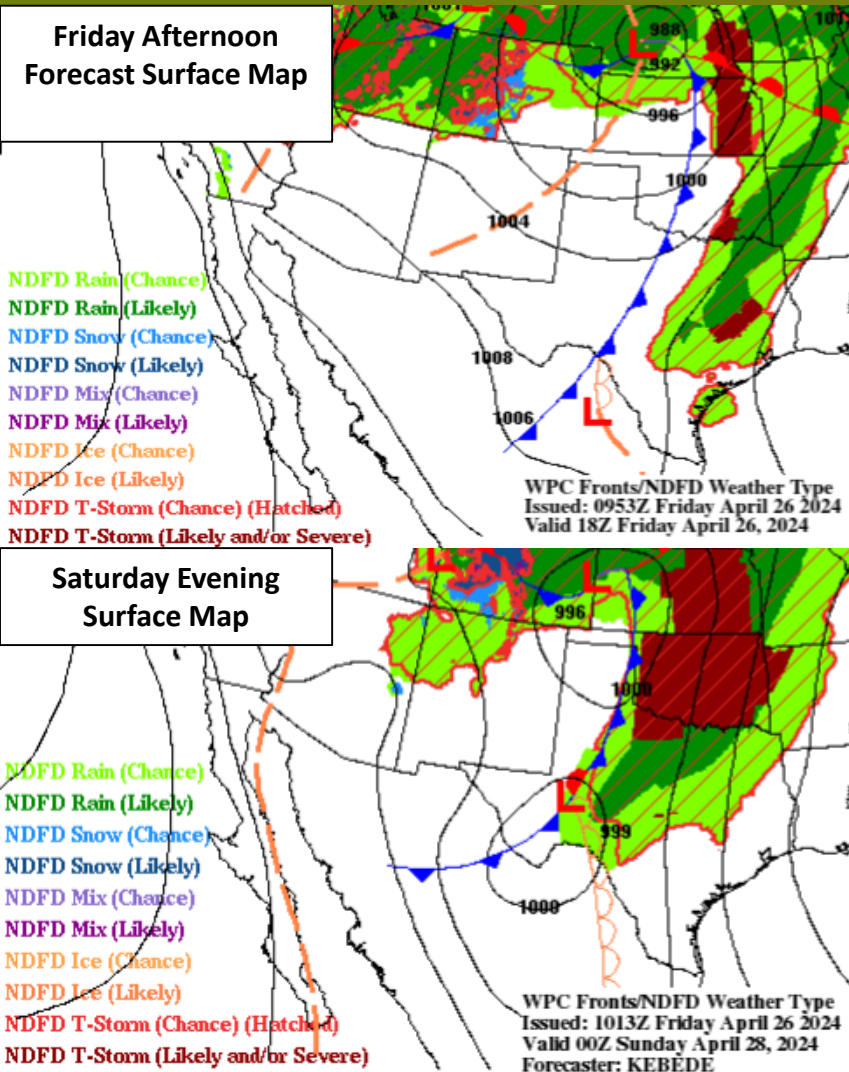 Friday Afternoon
Forecast Surface Map
988
L
992
996
1000
1004
1008
1006
L
NDFD Rain (Chance)
NDFD Rain (Likely)
NDFD Snow (Chance)
NDFD Snow (Likely)
NDFD Mix (Chance)
NDFD Mix (Likely)
NDFD Ice (Chance)
NDFD Ice (Likely)
NDFD T-Storm (Chance) (Hatched)
NDFD T-Storm (Likely and/or Severe)
WPC Fronts/NDFD Weather Type
Issued: 0953Z Friday April 26 2024
Valid 18Z Friday April 26, 2024
Saturday Evening
Surface Map
L
L
996
1000
L
999
1000
NDFD Rain (Chance)
NDFD Rain (Likely)
NDFD Snow (Chance)
NDFD Snow (Likely)
NDFD Mix (Chance)
NDFD Mix (Likely)
NDFD Ice (Chance)
NDFD Ice (Likely)
NDFD T-Storm (Chance) (Hatched)
NDFD T-Storm (Likely and/or Severe)
WPC Fronts/NDFD Weather Type
Issued: 1013Z Friday April 26 2024
Valid 00Z Sunday April 28, 2024
Forecaster: KEBEDE